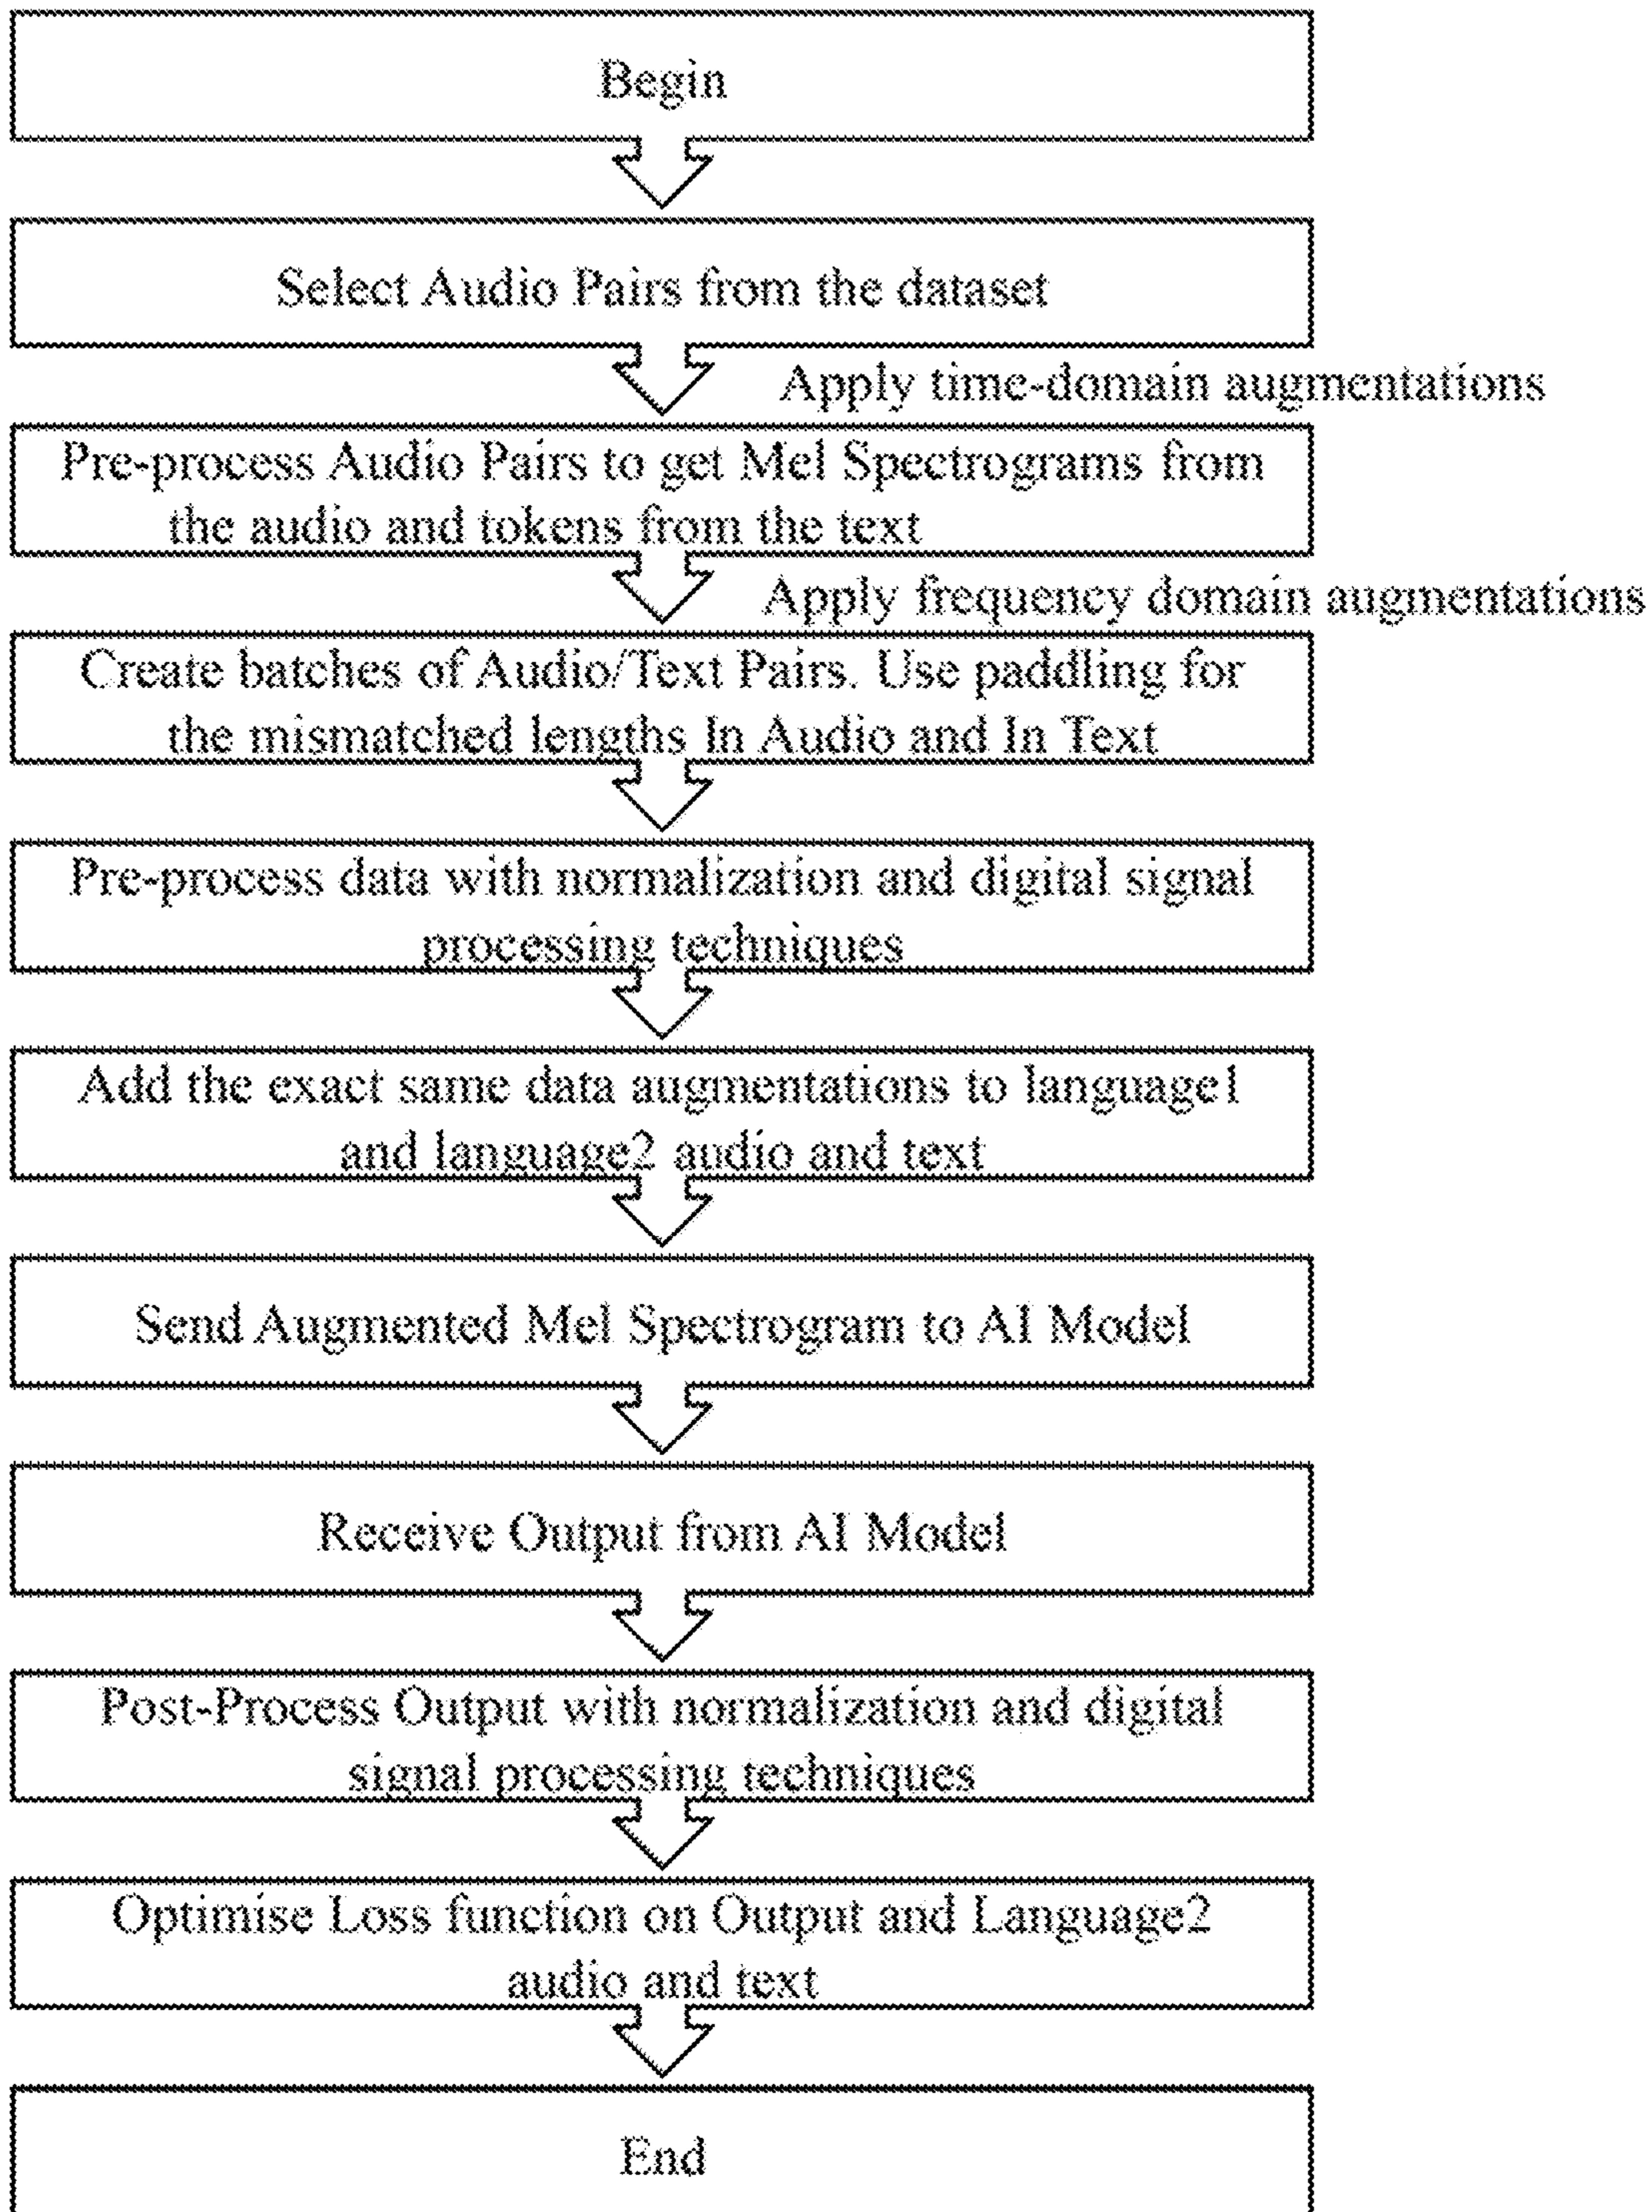 Begin
Select Audio Pairs from the dataset
Apply time-domain augmentations
Pre-process Audio Pairs to get Mel Spectrograms from
the audio and tokens from the text
Apply frequency domain augmentations
Create batches of Audio/Text Pairs. Use paddling for
the mismatched lengths In Audio and In Text
Pre-process data with normalization and digital signal
processing techniques
Add the exact same data augmentations to language1
and language2 audio and text
Send Augmented Mel Spectrogram to AI Model
Receive Output from AI Model
Post-Process Output with normalization and digital
signal processing techniques
Optimise Loss function on Output and Language2
audio and text
End